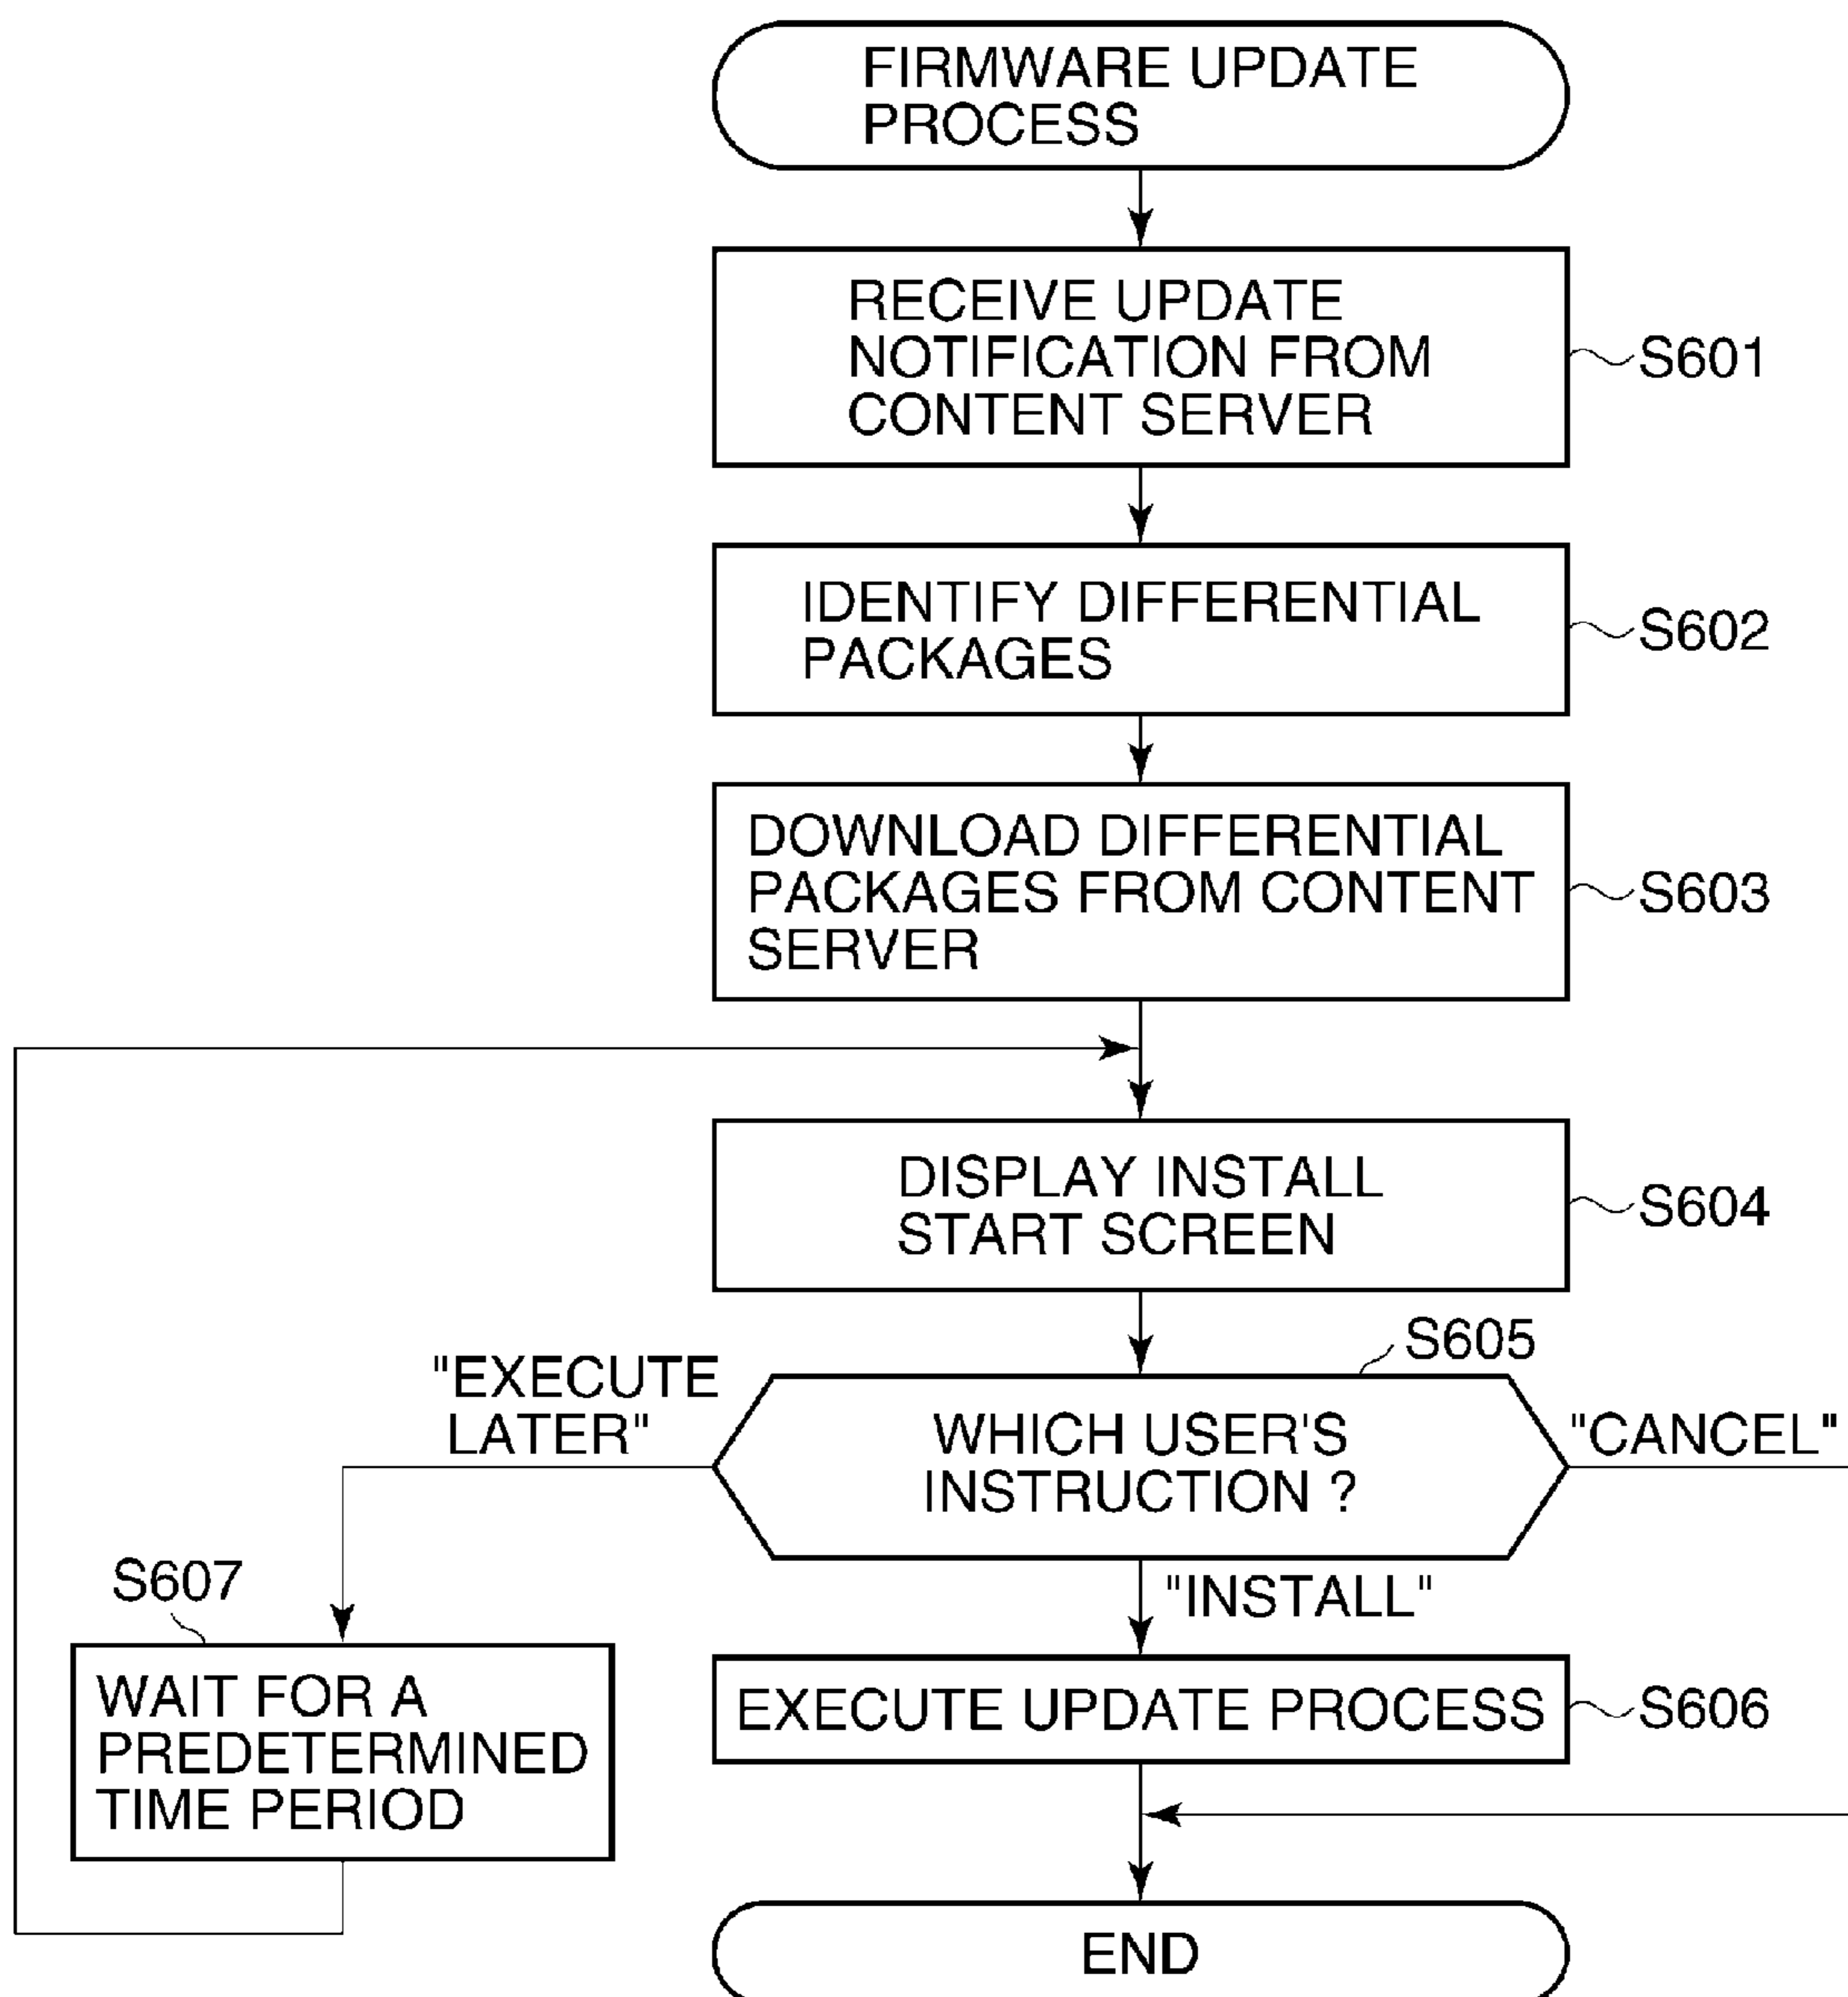 FIRMWARE UPDATE
PROCESS
RECEIVE UPDATE
NOTIFICATION FROM
CONTENT SERVER
S601
IDENTIFY DIFFERENTIAL
PACKAGES
S602
DOWNLOAD DIFFERENTIAL
PACKAGES FROM CONTENT
SERVER
S603
DISPLAY INSTALL
START SCREEN
S604
S605
"EXECUTE
LATER"
WHICH USER'S
INSTRUCTION ?
"CANCEL"
"INSTALL"
S607
WAIT FOR A
PREDETERMINED
TIME PERIOD
EXECUTE UPDATE PROCESS
S606
END